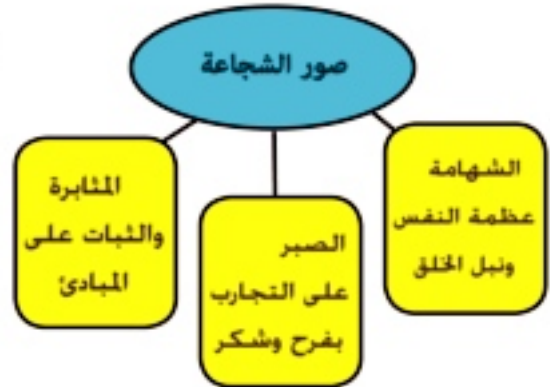 صور الشجاعة
الشهامة
عظمة النفس
ونبل الخلق
الصبر
على التجارب
بفرح وشكر
المثابرة
والثبات على
المبادئ